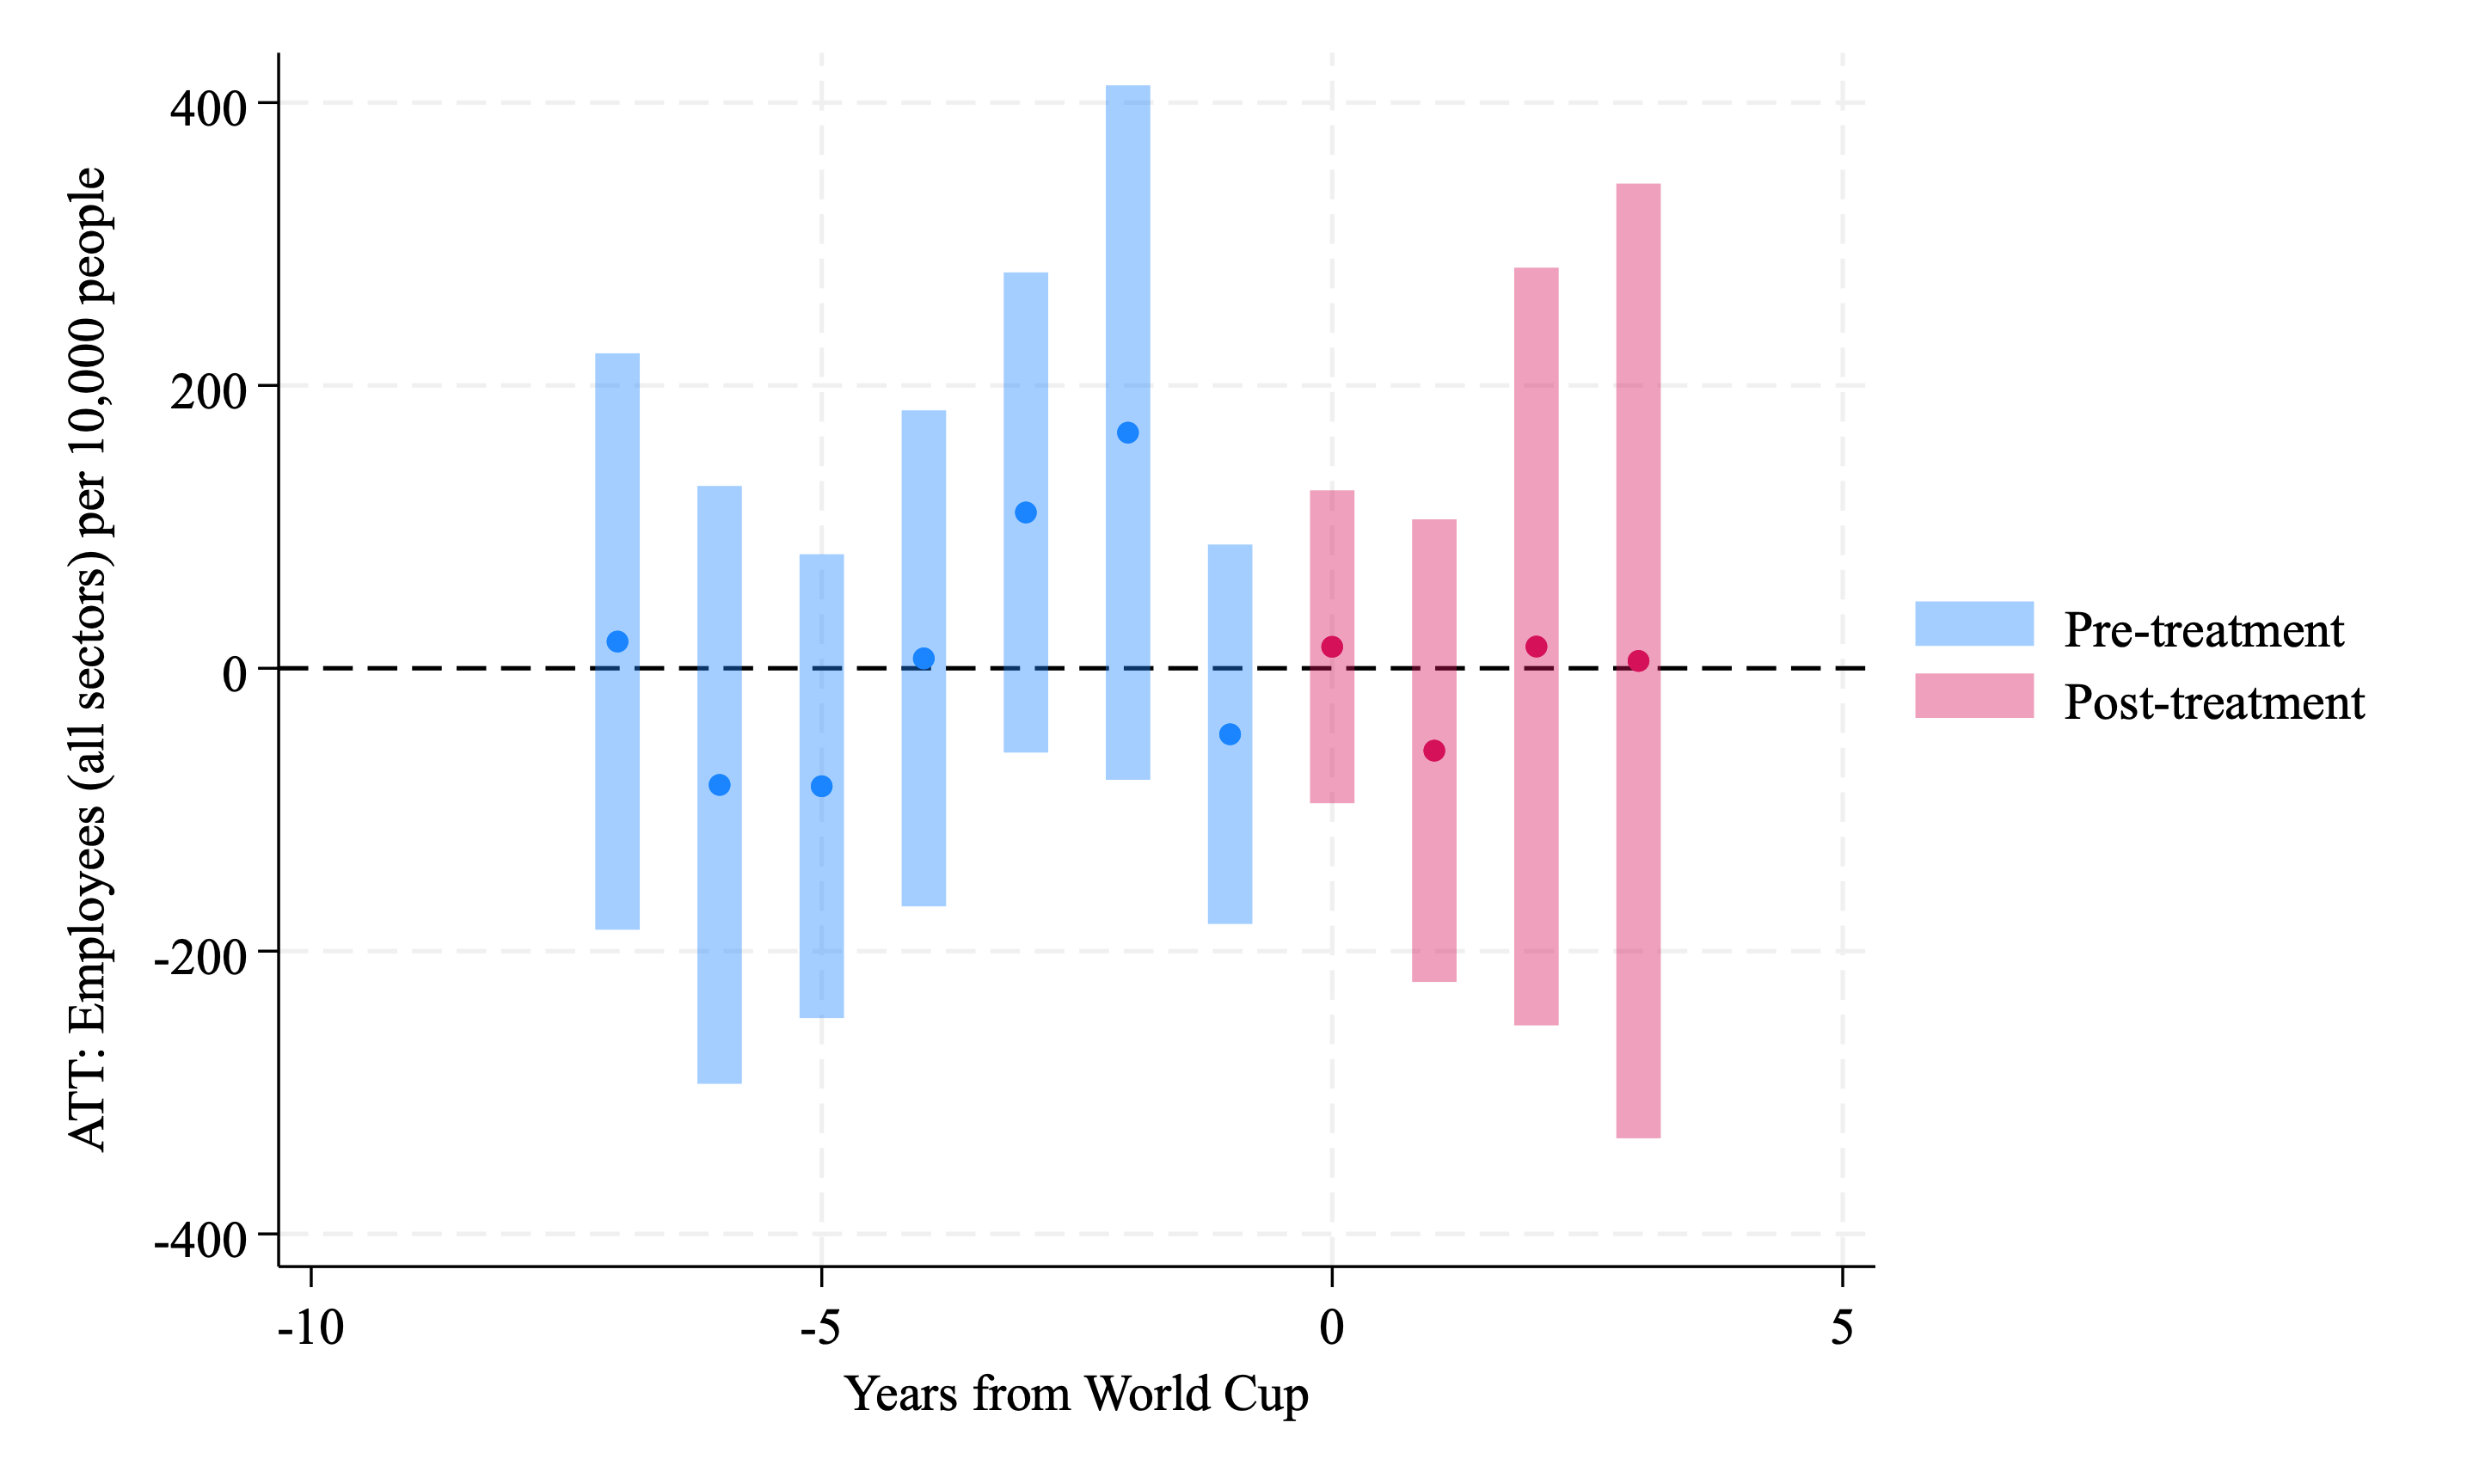 ATT: Employees (all sectors) per 10,000 people
400
200
0
-200
-400
-10
-5
0
5
Years from World Cup
Pre-treatment
Post-treatment